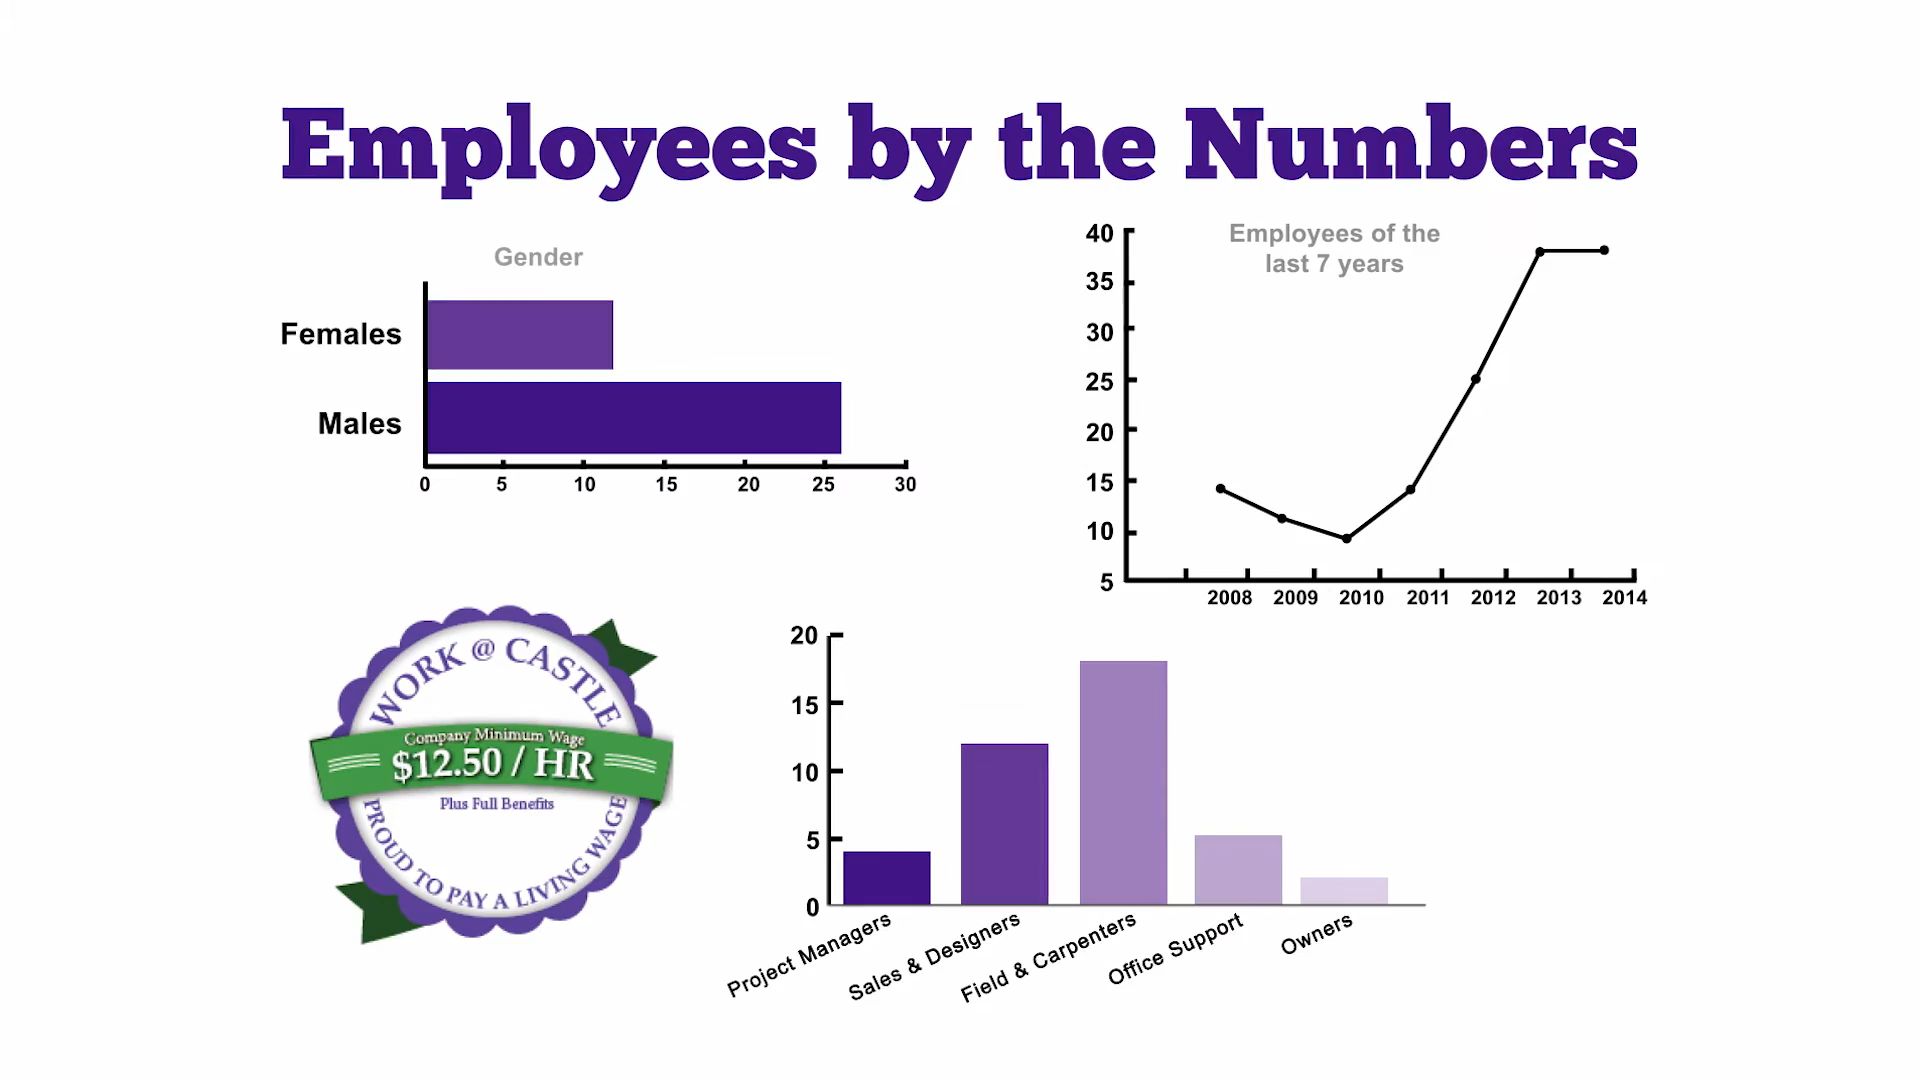 Employees by the Numbers
Gender
Females
Males
0 5 10 15 20 25 30
Employees of the
last 7 years
40
35
30
25
20
15
10
5
2008 2009 2010 2011 2012 2013 2014
WORK @ CASTLE
Company Minimum Wage
$12.50 / HR
Plus Full Benefits
PROUD TO PAY A LIVING WAGE
20
15
10
5
0
Project Managers
Sales & Designers
Field & Carpenters
Office Support
Owners